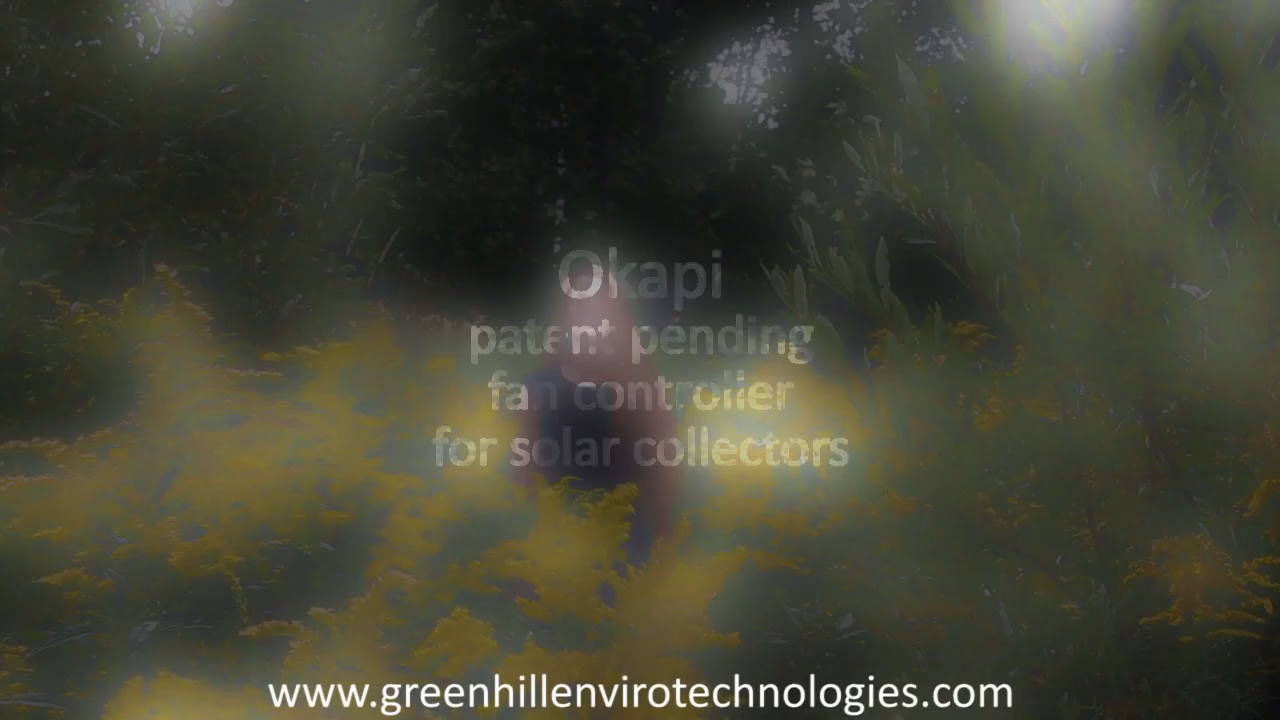 Okapi
patent pending
fan controller
for solar collectors
www.greenhillenvirotechnologies.com